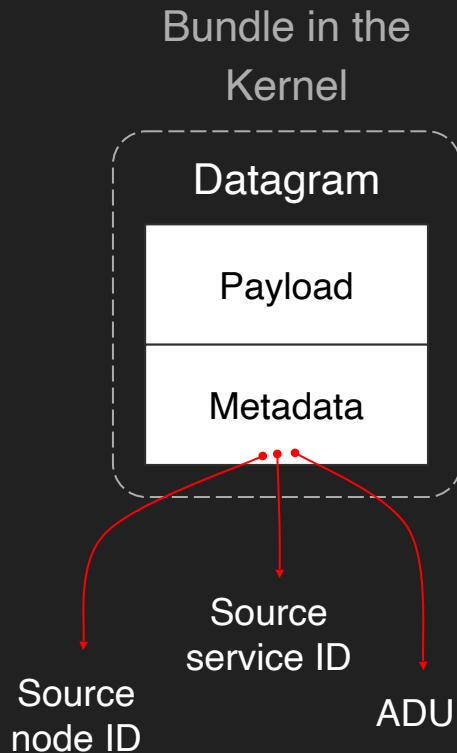 Bundle in the
Kernel
Datagram
Payload
Metadata
Source
service ID
Source
node ID
ADU